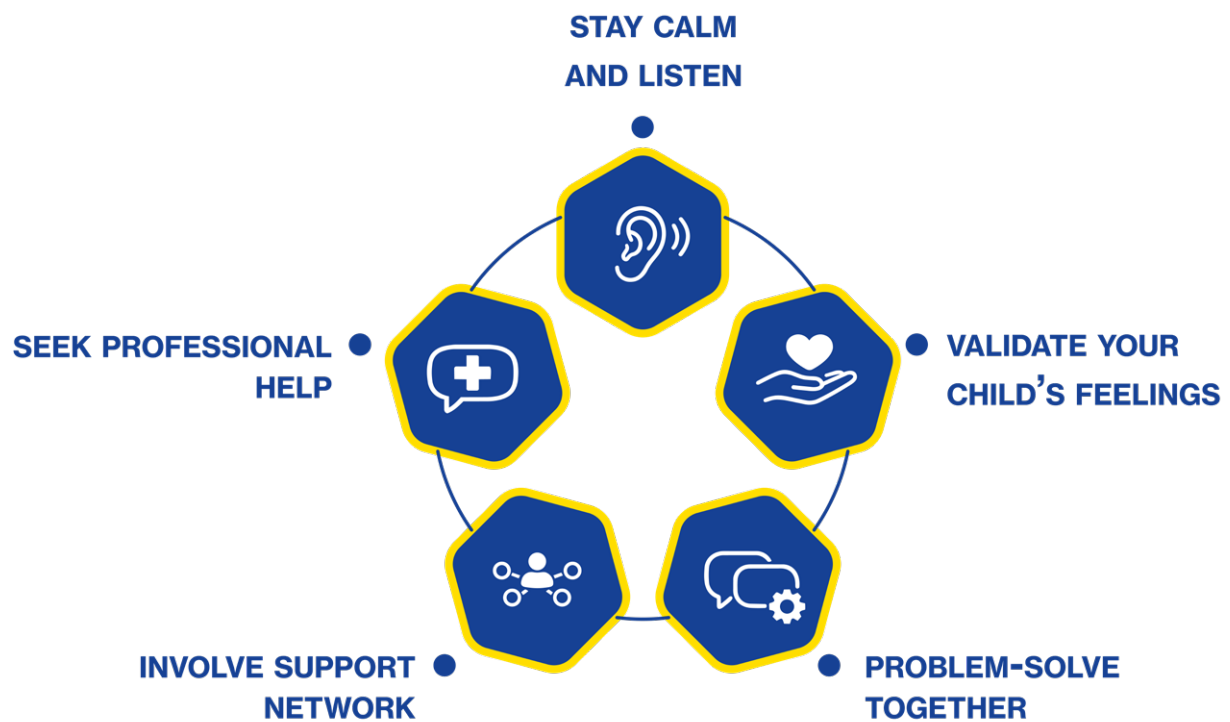 STAY CALM
AND LISTEN
VALIDATE YOUR
CHILD'S FEELINGS
PROBLEM-SOLVE
TOGETHER
INVOLVE SUPPORT
NETWORK
SEEK PROFESSIONAL
HELP